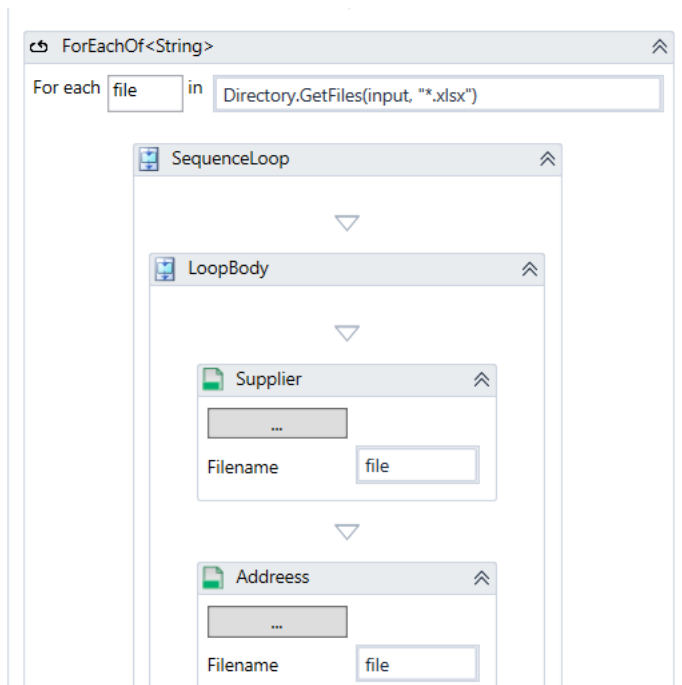 ForEachOf<String>
For each file in Directory.GetFiles(input, "*.xlsx")
SequenceLoop
LoopBody
Supplier
...
Filename file
Addreess
...
Filename file